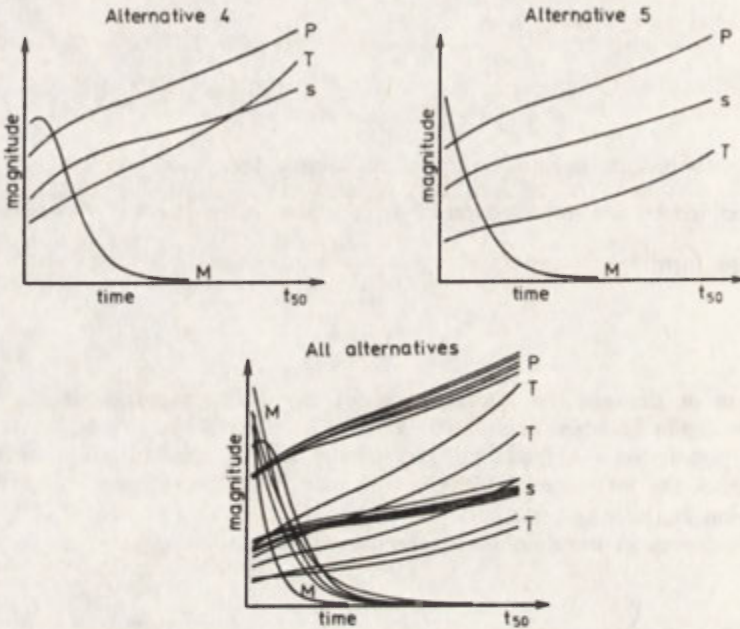 Alternative 4
magnitude
P
T
s
M
time
t50
Alternative 5
magnitude
P
s
T
M
time
t50
All alternatives
magnitude
M
P
T
T
s
T
M
time
t50